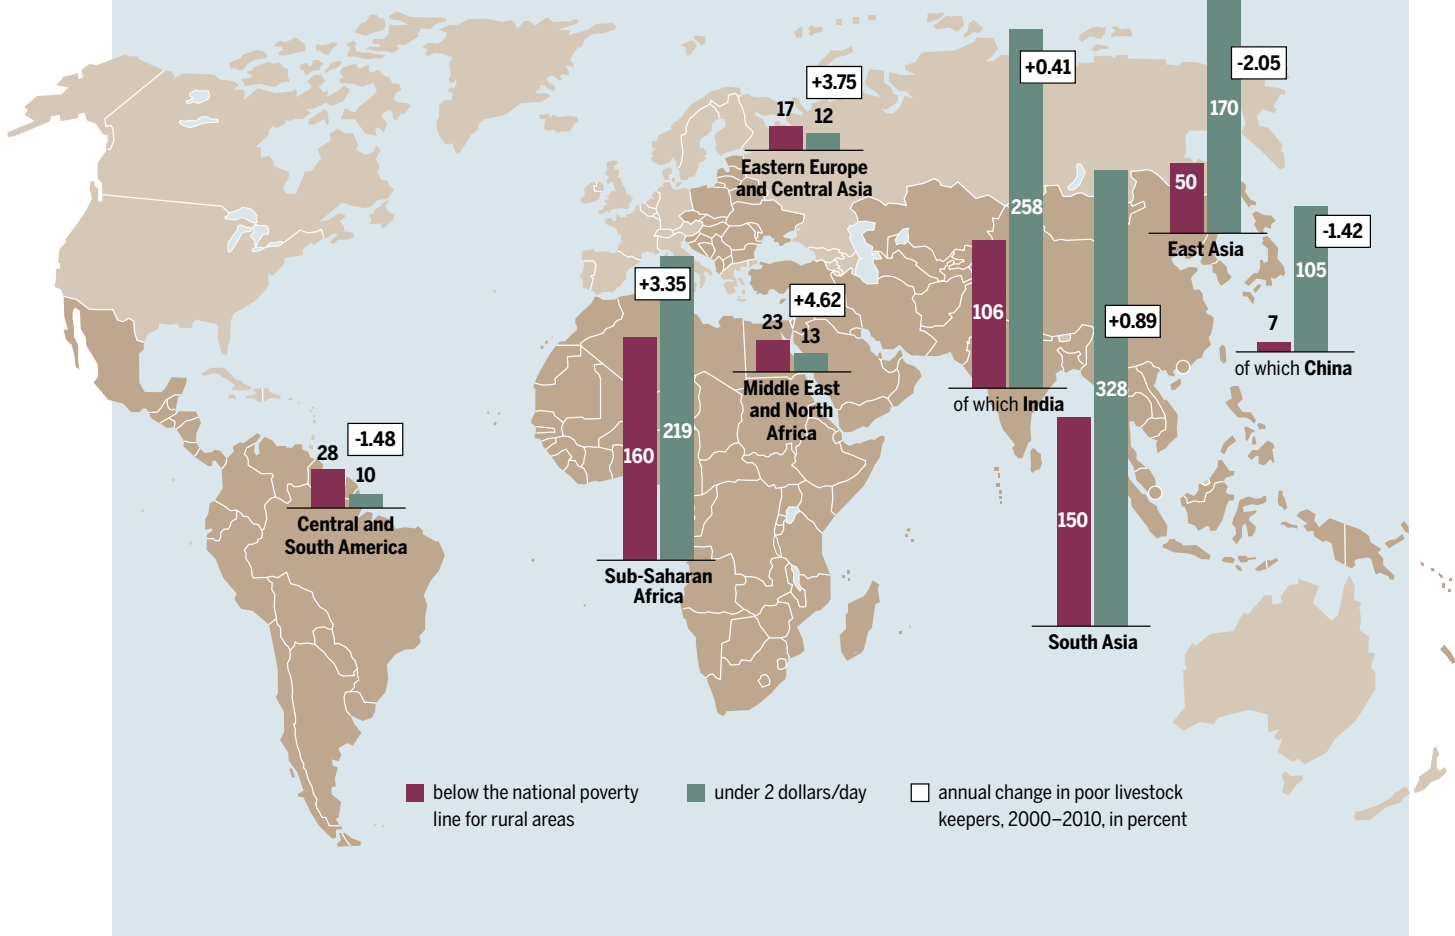 +3.75
17
12
Eastern Europe
and Central Asia
+0.41
258
106
of which India
-2.05
170
50
East Asia
-1.42
105
7
of which China
+3.35
219
160
Sub-Saharan
Africa
+4.62
23
13
Middle East
and North
Africa
+0.89
328
150
South Asia
-1.48
28
10
Central and
South America
below the national poverty
line for rural areas
under 2 dollars/day
annual change in poor livestock
keepers, 2000–2010, in percent